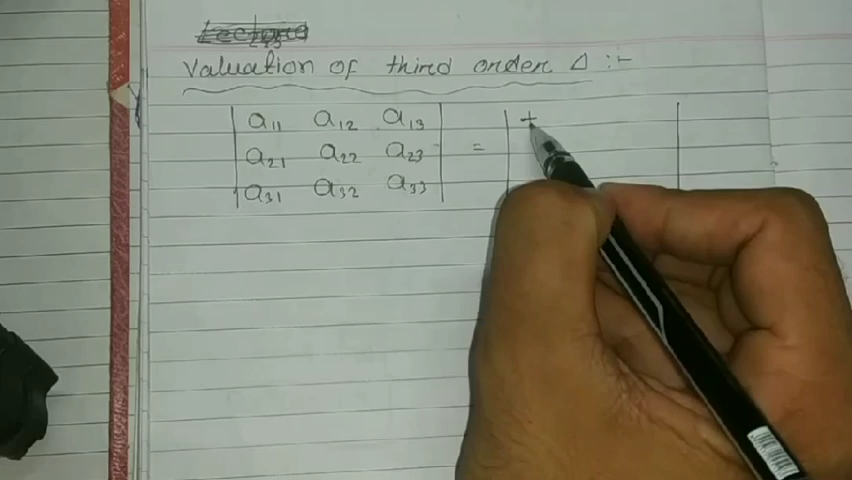 Valuation of third order Δ :-
| a11 a12 a13 | = | +
| a21 a22 a23 |
| a31 a32 a33 |